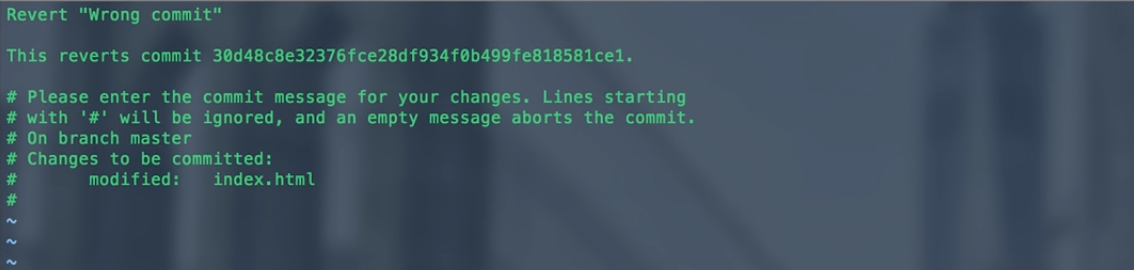 Revert "Wrong commit"
This reverts commit 30d48c8e32376fce28df934f0b499fe818581ce1.
# Please enter the commit message for your changes. Lines starting
# with '#' will be ignored, and an empty message aborts the commit.
# On branch master
# Changes to be committed:
#       modified:   index.html
#
~
~
~